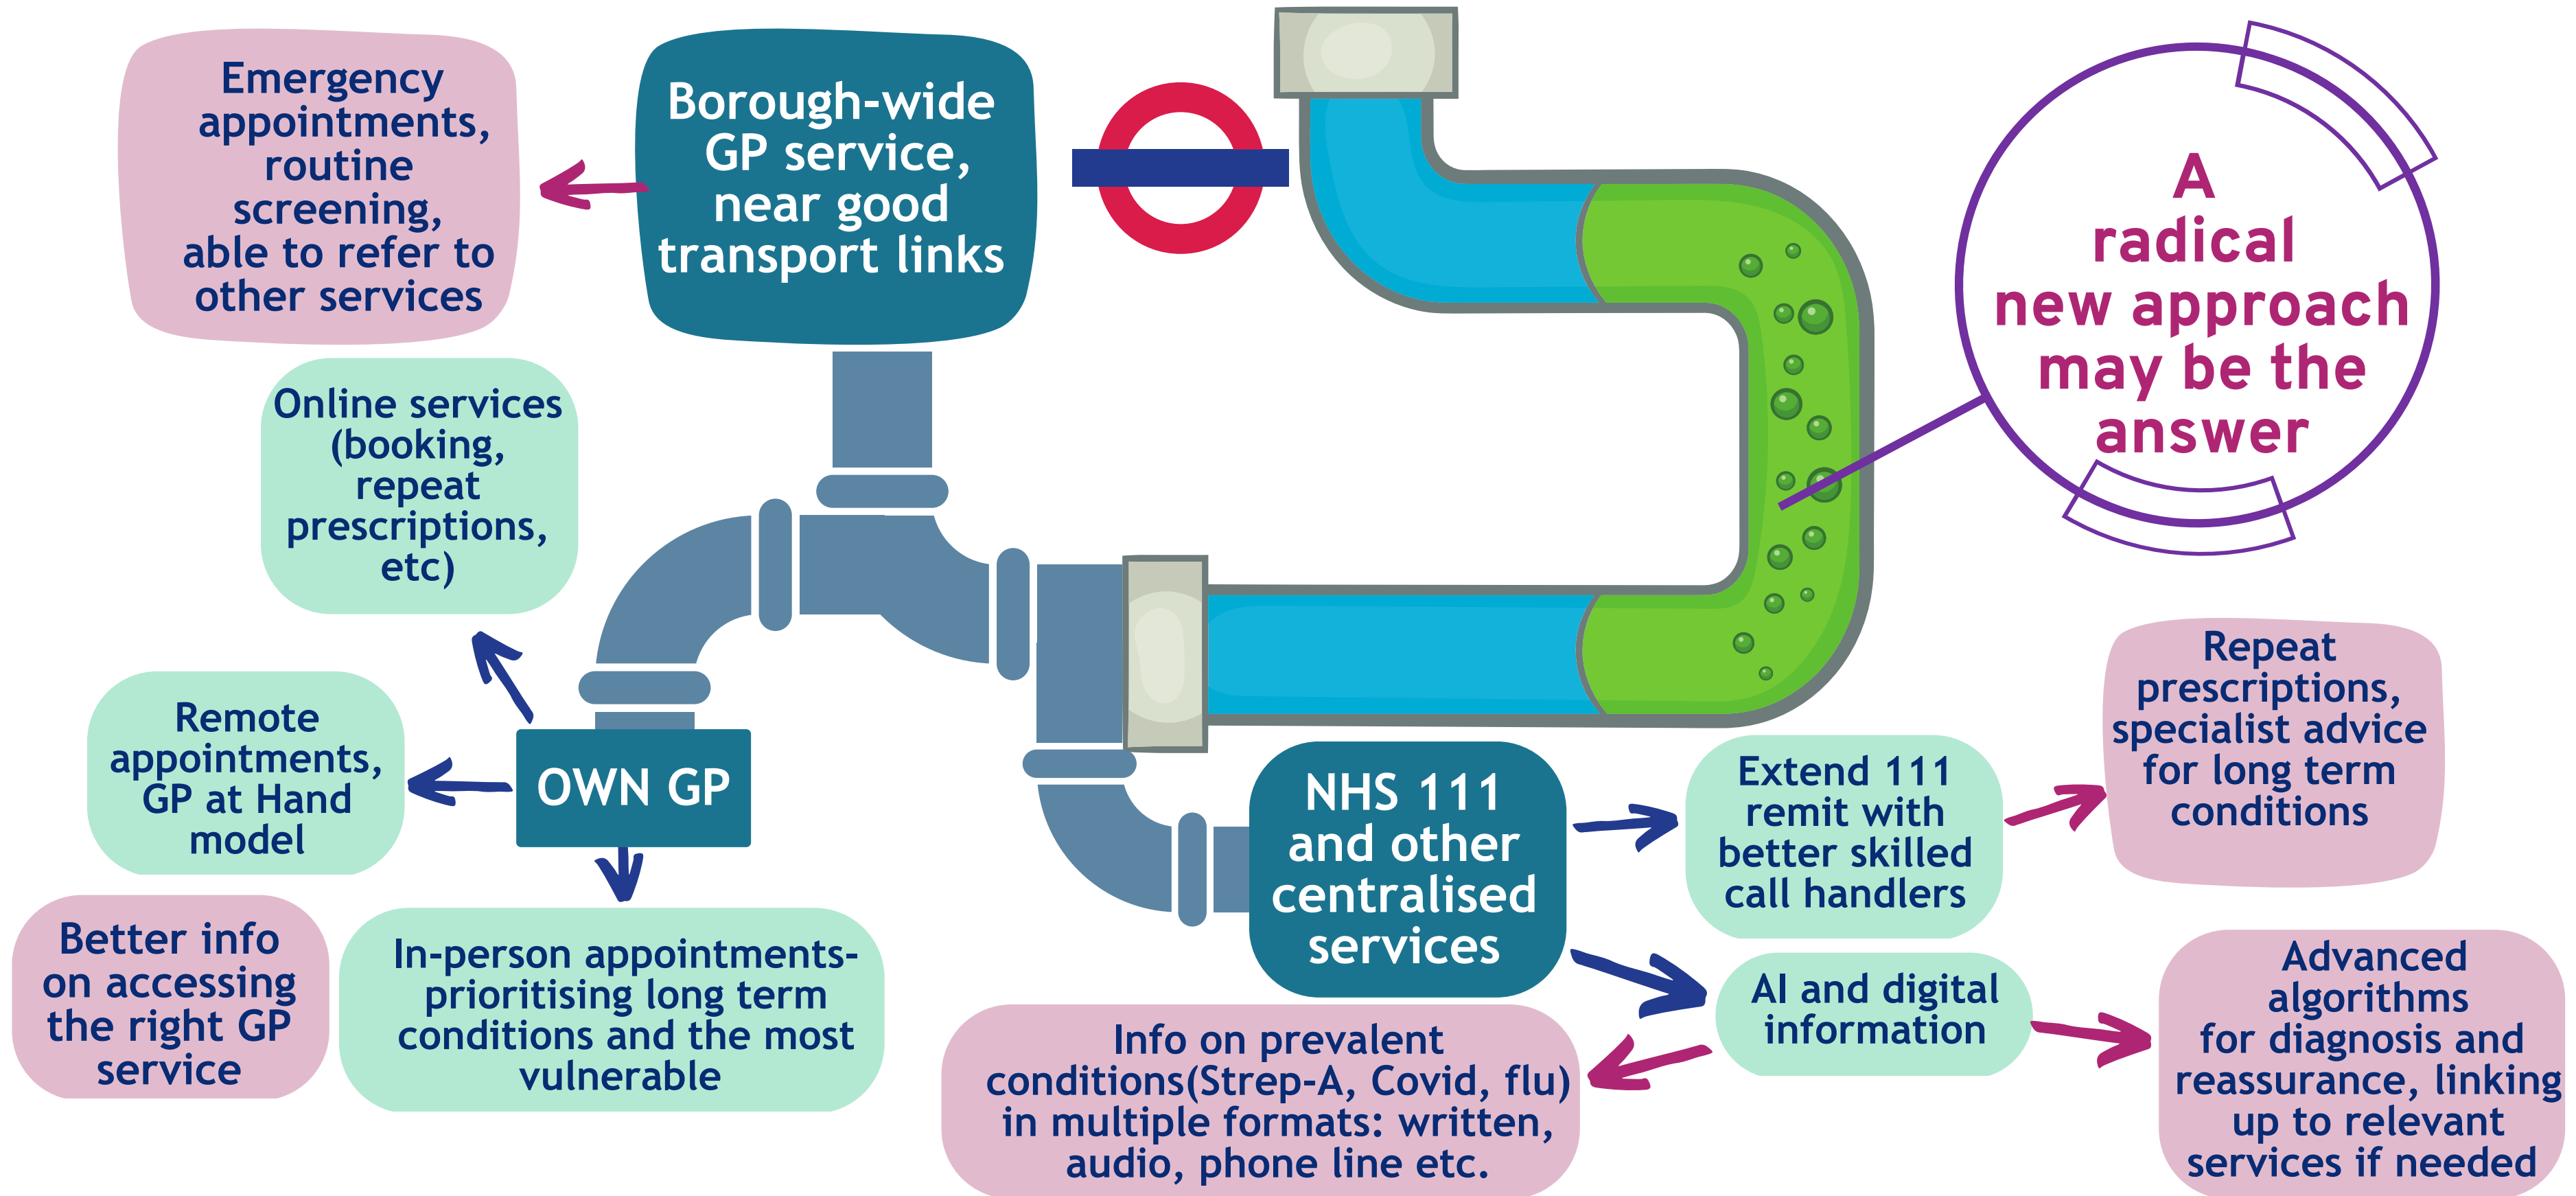 Emergency
appointments,
routine
screening,
able to refer to
other services
Borough-wide
GP service,
near good
transport links
A
radical
new approach
may be the
answer
Online services
(booking,
repeat
prescriptions,
etc)
Remote
appointments,
GP at Hand
model
OWN GP
Better info
on accessing
the right GP
service
In-person appointments-
prioritising long term
conditions and the most
vulnerable
NHS 111
and other
centralised
services
Extend 111
remit with
better skilled
call handlers
Repeat
prescriptions,
specialist advice
for long term
conditions
AI and digital
information
Info on prevalent
conditions(Strep-A, Covid, flu)
in multiple formats: written,
audio, phone line etc.
Advanced
algorithms
for diagnosis and
reassurance, linking
up to relevant
services if needed